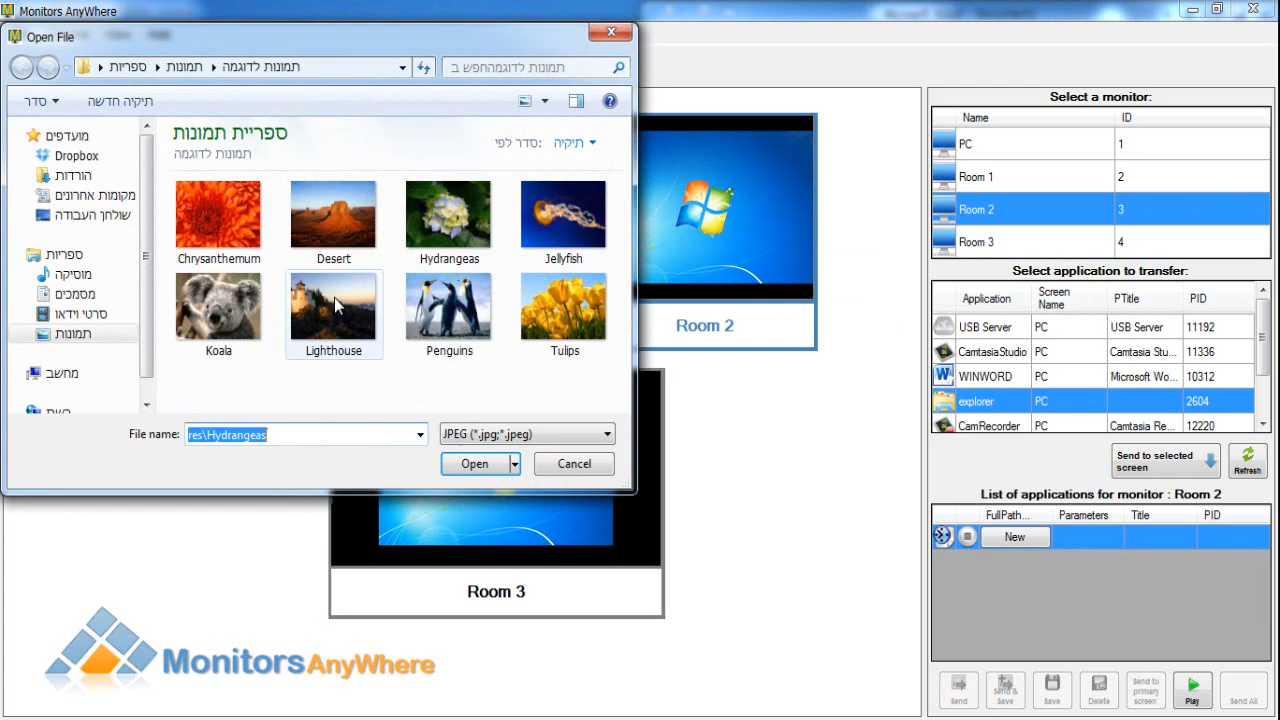 Monitors AnyWhere
Open File
ספריות
תמונות
תמונות לדוגמה
תמונות לדוגמהחפש ב
סדר
תיקיה חדשה
מועדפים
Dropbox
הורדות
מקומות אחרונים
שולחן העבודה
ספריות
מוסיקה
מסמכים
סרטי וידאו
תמונות
מחשב
ספריית תמונות
תמונות לדוגמה
סדר לפי:
תיקיה
Chrysanthemum
Desert
Hydrangeas
Jellyfish
Koala
Lighthouse
Penguins
Tulips
File name:
res\Hydrangeas
JPEG (*.jpg;*.jpeg)
Open
Cancel
Room 2
Room 3
MonitorsAnyWhere
Select a monitor:
Name ID
PC 1
Room 1 2
Room 2 3
Room 3 4
Select application to transfer:
Application Screen Name PTitle PID
USB Server PC USB Server 11192
CamtasiaStudio PC Camtasia Stu... 11336
WINWORD PC Microsoft Wo... 10312
explorer PC 2604
CamRecorder PC Camtasia Re... 12220
Send to selected
screen
Refresh
List of applications for monitor : Room 2
FullPath... Parameters Title PID
New
Send
Send & Save
Save
Delete
Send to primary screen
Play
Send All